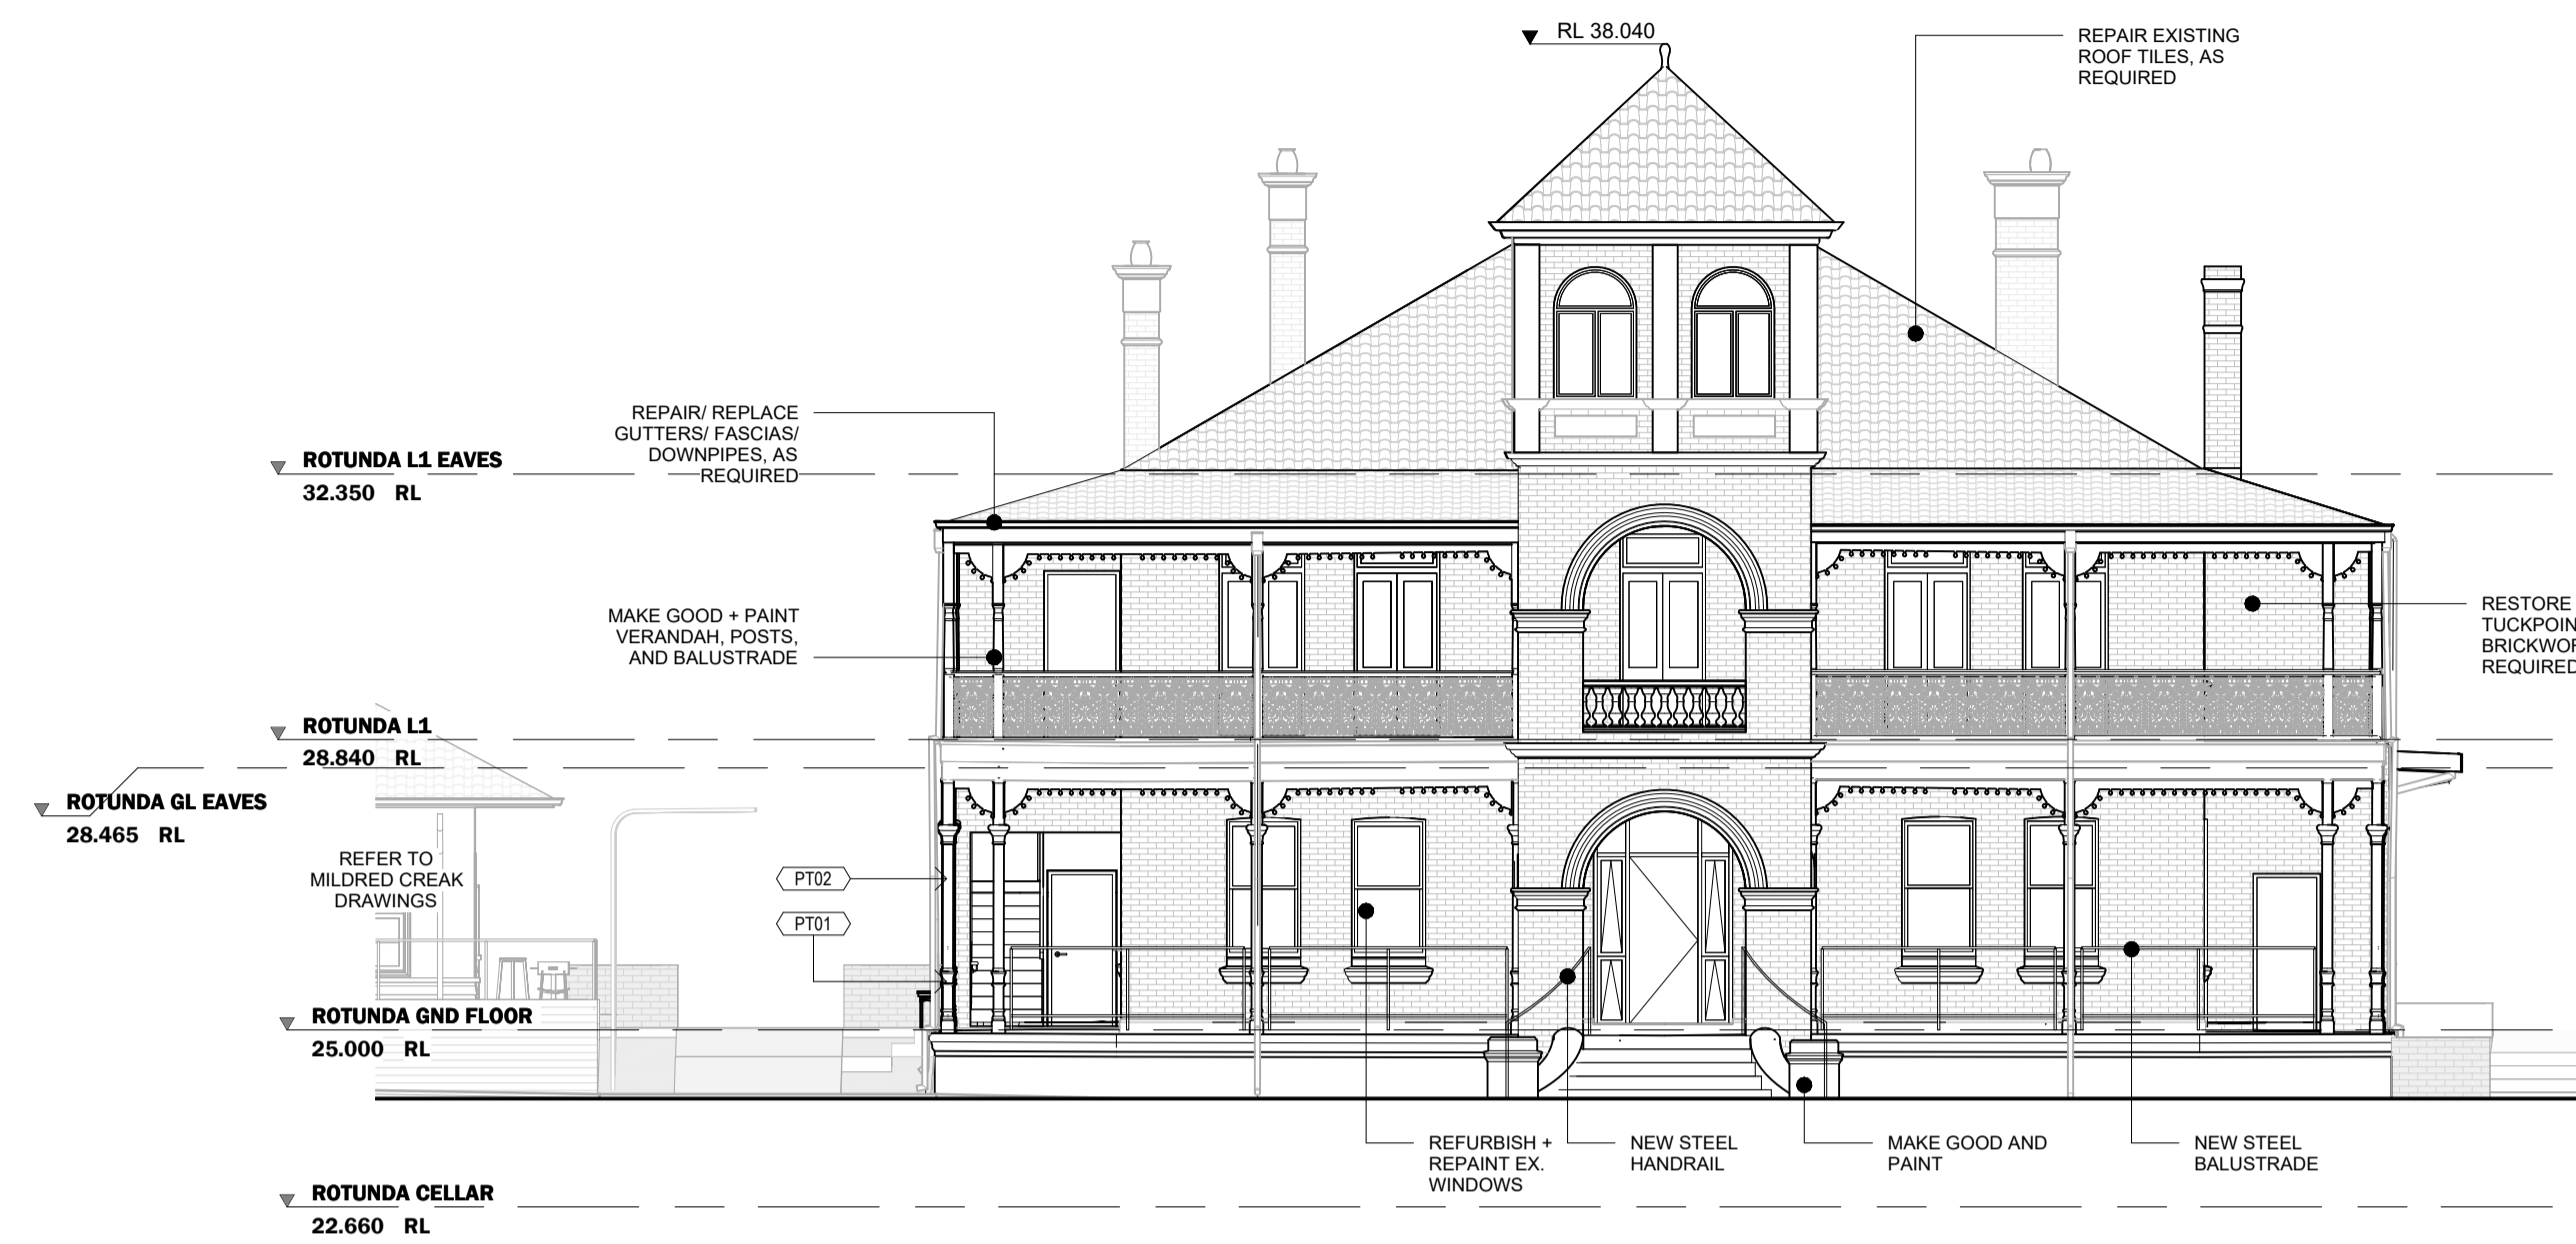 RL 38.040
REPAIR EXISTING
ROOF TILES, AS
REQUIRED
REPAIR/ REPLACE
GUTTERS/ FASCIAS/
DOWNPIPES, AS
REQUIRED
ROTUNDA L1 EAVES
32.350 RL
MAKE GOOD + PAINT
VERANDAH, POSTS,
AND BALUSTRADE
RESTORE
TUCKPOIN
BRICKWOR
REQUIRED
ROTUNDA L1
28.840 RL
ROTUNDA GL EAVES
28.465 RL
REFER TO
MILDRED CREAK
DRAWINGS
PT02
PT01
ROTUNDA GND FLOOR
25.000 RL
REFURBISH +
REPAINT EX.
WINDOWS
NEW STEEL
HANDRAIL
MAKE GOOD AND
PAINT
NEW STEEL
BALUSTRADE
ROTUNDA CELLAR
22.660 RL